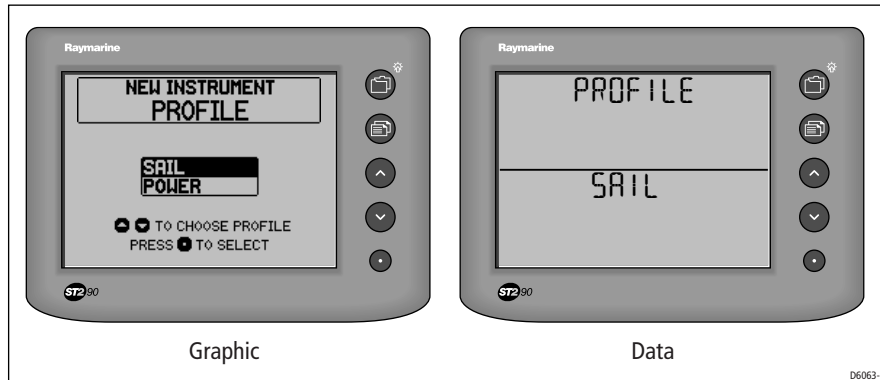 Raymarine
NEW INSTRUMENT
PROFILE
SAIL
POWER
TO CHOOSE PROFILE
PRESS TO SELECT
ST290
Graphic
Raymarine
PROFILE
SAIL
ST290
Data
D6063-